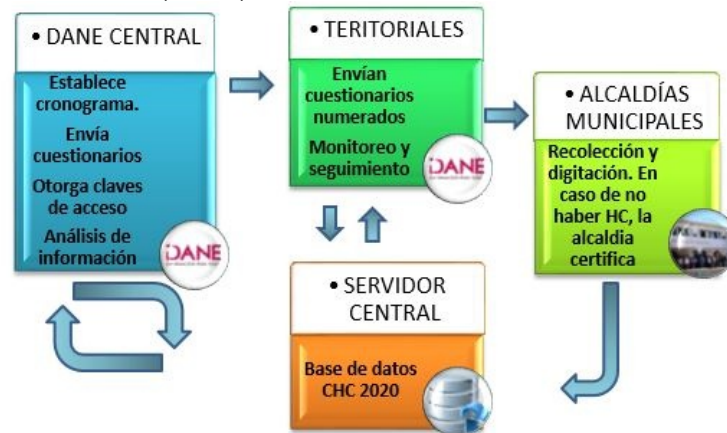 • DANE CENTRAL
Establece
cronograma.
Envía
cuestionarios
Otorga claves
de acceso
Análisis de
información
DANE
• TERITORIALES
Envían
cuestionarios
numerados
Monitoreo y
seguimiento
DANE
• ALCALDÍAS
MUNICIPALES
Recolección y
digitación. En
caso de no
haber HC, la
alcaldia
certifica
• SERVIDOR
CENTRAL
Base de datos
CHC 2020